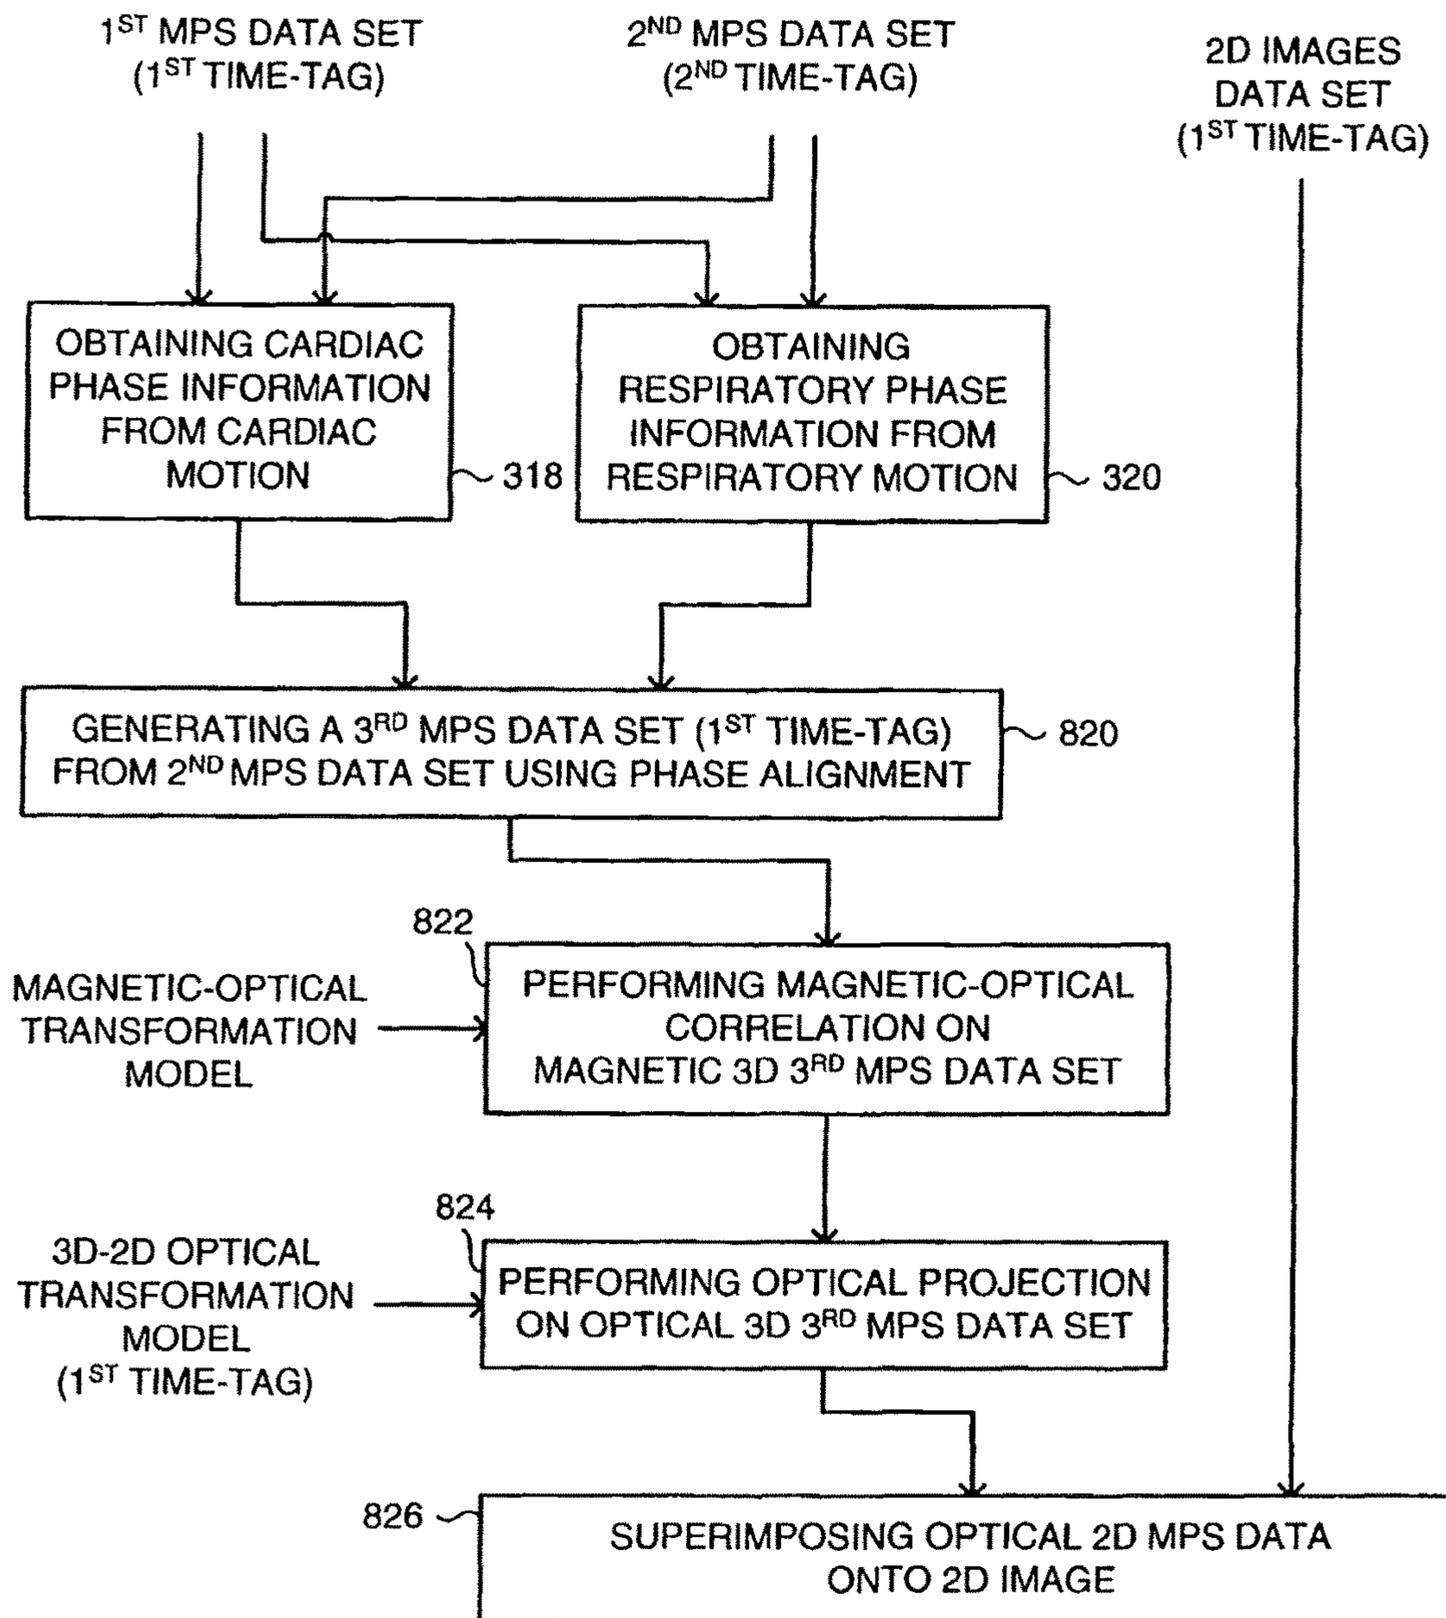 1ST MPS DATA SET
(1ST TIME-TAG)
2ND MPS DATA SET
(2ND TIME-TAG)
2D IMAGES
DATA SET
(1ST TIME-TAG)
OBTAINING CARDIAC
PHASE INFORMATION
FROM CARDIAC
MOTION
318
OBTAINING
RESPIRATORY PHASE
INFORMATION FROM
RESPIRATORY MOTION
320
GENERATING A 3RD MPS DATA SET (1ST TIME-TAG)
FROM 2ND MPS DATA SET USING PHASE ALIGNMENT
820
822
MAGNETIC-OPTICAL
TRANSFORMATION
MODEL
PERFORMING MAGNETIC-OPTICAL
CORRELATION ON
MAGNETIC 3D 3RD MPS DATA SET
824
3D-2D OPTICAL
TRANSFORMATION
MODEL
(1ST TIME-TAG)
PERFORMING OPTICAL PROJECTION
ON OPTICAL 3D 3RD MPS DATA SET
826
SUPERIMPOSING OPTICAL 2D MPS DATA
ONTO 2D IMAGE